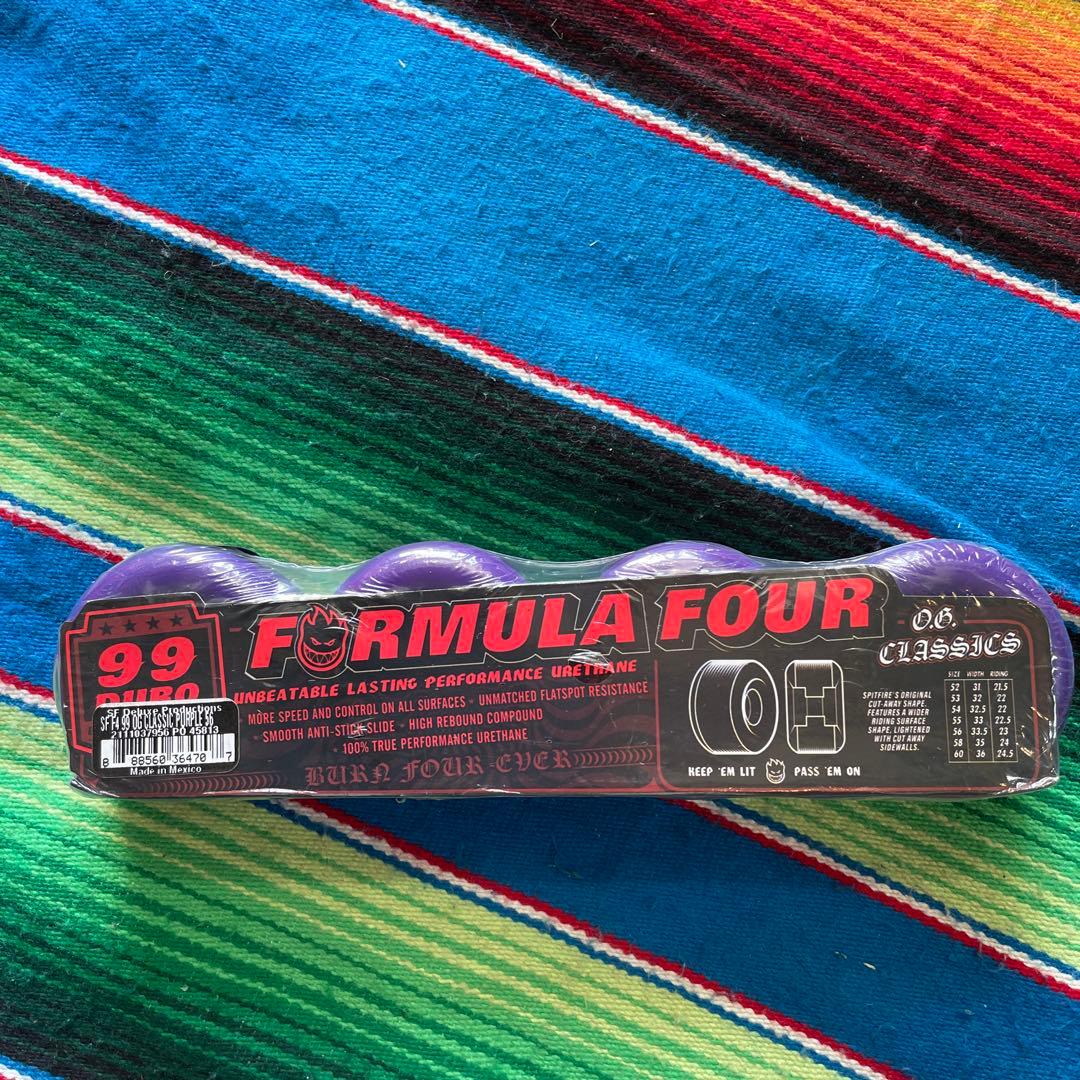 99
DURO
SF Outlet Productions
SF F4 99 OG CLASSIC PURPLE 56
2111037956 PO 45813
8 88560 36470 7
Made in Mexico
FORMULA FOUR
UNBEATABLE LASTING PERFORMANCE URETHANE
MORE SPEED AND CONTROL ON ALL SURFACES ★ UNMATCHED FLATSPOT RESISTANCE
★ SMOOTH ANTI-STICK SLIDE ★ HIGH REBOUND COMPOUND
★ 100% TRUE PERFORMANCE URETHANE
BURN FOUR-EVER
KEEP 'EM LIT PASS 'EM ON
O.G.
CLASSICS
SPITFIRE'S ORIGINAL
CUT-AWAY SHAPE.
FEATURES A WIDER
RIDING SURFACE
SHAPE, LIGHTENED
WITH CUT AWAY
SIDEWALLS.
SIZE WIDTH RIDING
52 31 21.5
53 32 22
54 32.5 22
55 33 22.5
56 33.5 23
58 35 24
60 36 24.5